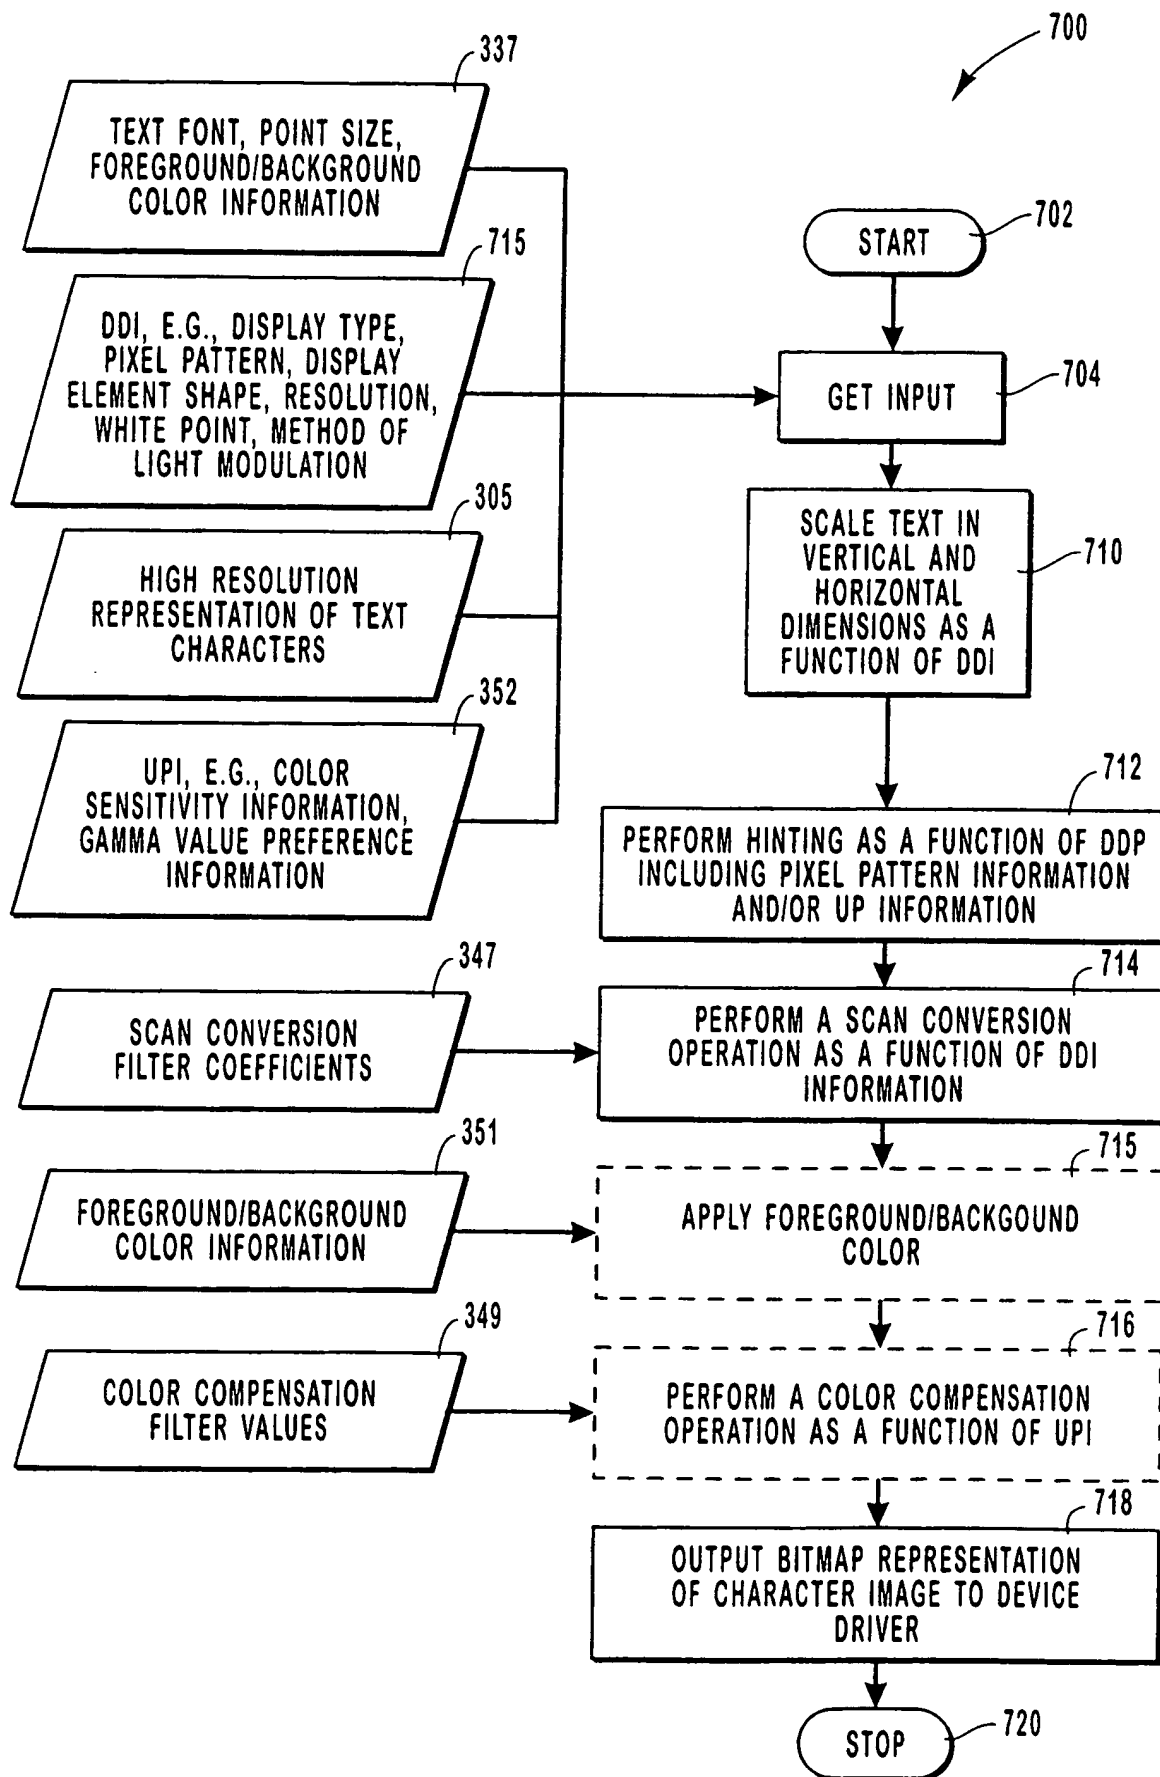 700
337
TEXT FONT, POINT SIZE,
FOREGROUND/BACKGROUND
COLOR INFORMATION
702
START
715
DDI, E.G., DISPLAY TYPE,
PIXEL PATTERN, DISPLAY
ELEMENT SHAPE, RESOLUTION,
WHITE POINT, METHOD OF
LIGHT MODULATION
704
GET INPUT
305
HIGH RESOLUTION
REPRESENTATION OF TEXT
CHARACTERS
710
SCALE TEXT IN
VERTICAL AND
HORIZONTAL
DIMENSIONS AS A
FUNCTION OF DDI
352
UPI, E.G., COLOR
SENSITIVITY INFORMATION,
GAMMA VALUE PREFERENCE
INFORMATION
712
PERFORM HINTING AS A FUNCTION OF DDP
INCLUDING PIXEL PATTERN INFORMATION
AND/OR UP INFORMATION
347
SCAN CONVERSION
FILTER COEFFICIENTS
714
PERFORM A SCAN CONVERSION
OPERATION AS A FUNCTION OF DDI
INFORMATION
351
FOREGROUND/BACKGROUND
COLOR INFORMATION
715
APPLY FOREGROUND/BACKGOUND
COLOR
349
COLOR COMPENSATION
FILTER VALUES
716
PERFORM A COLOR COMPENSATION
OPERATION AS A FUNCTION OF UPI
718
OUTPUT BITMAP REPRESENTATION
OF CHARACTER IMAGE TO DEVICE
DRIVER
720
STOP